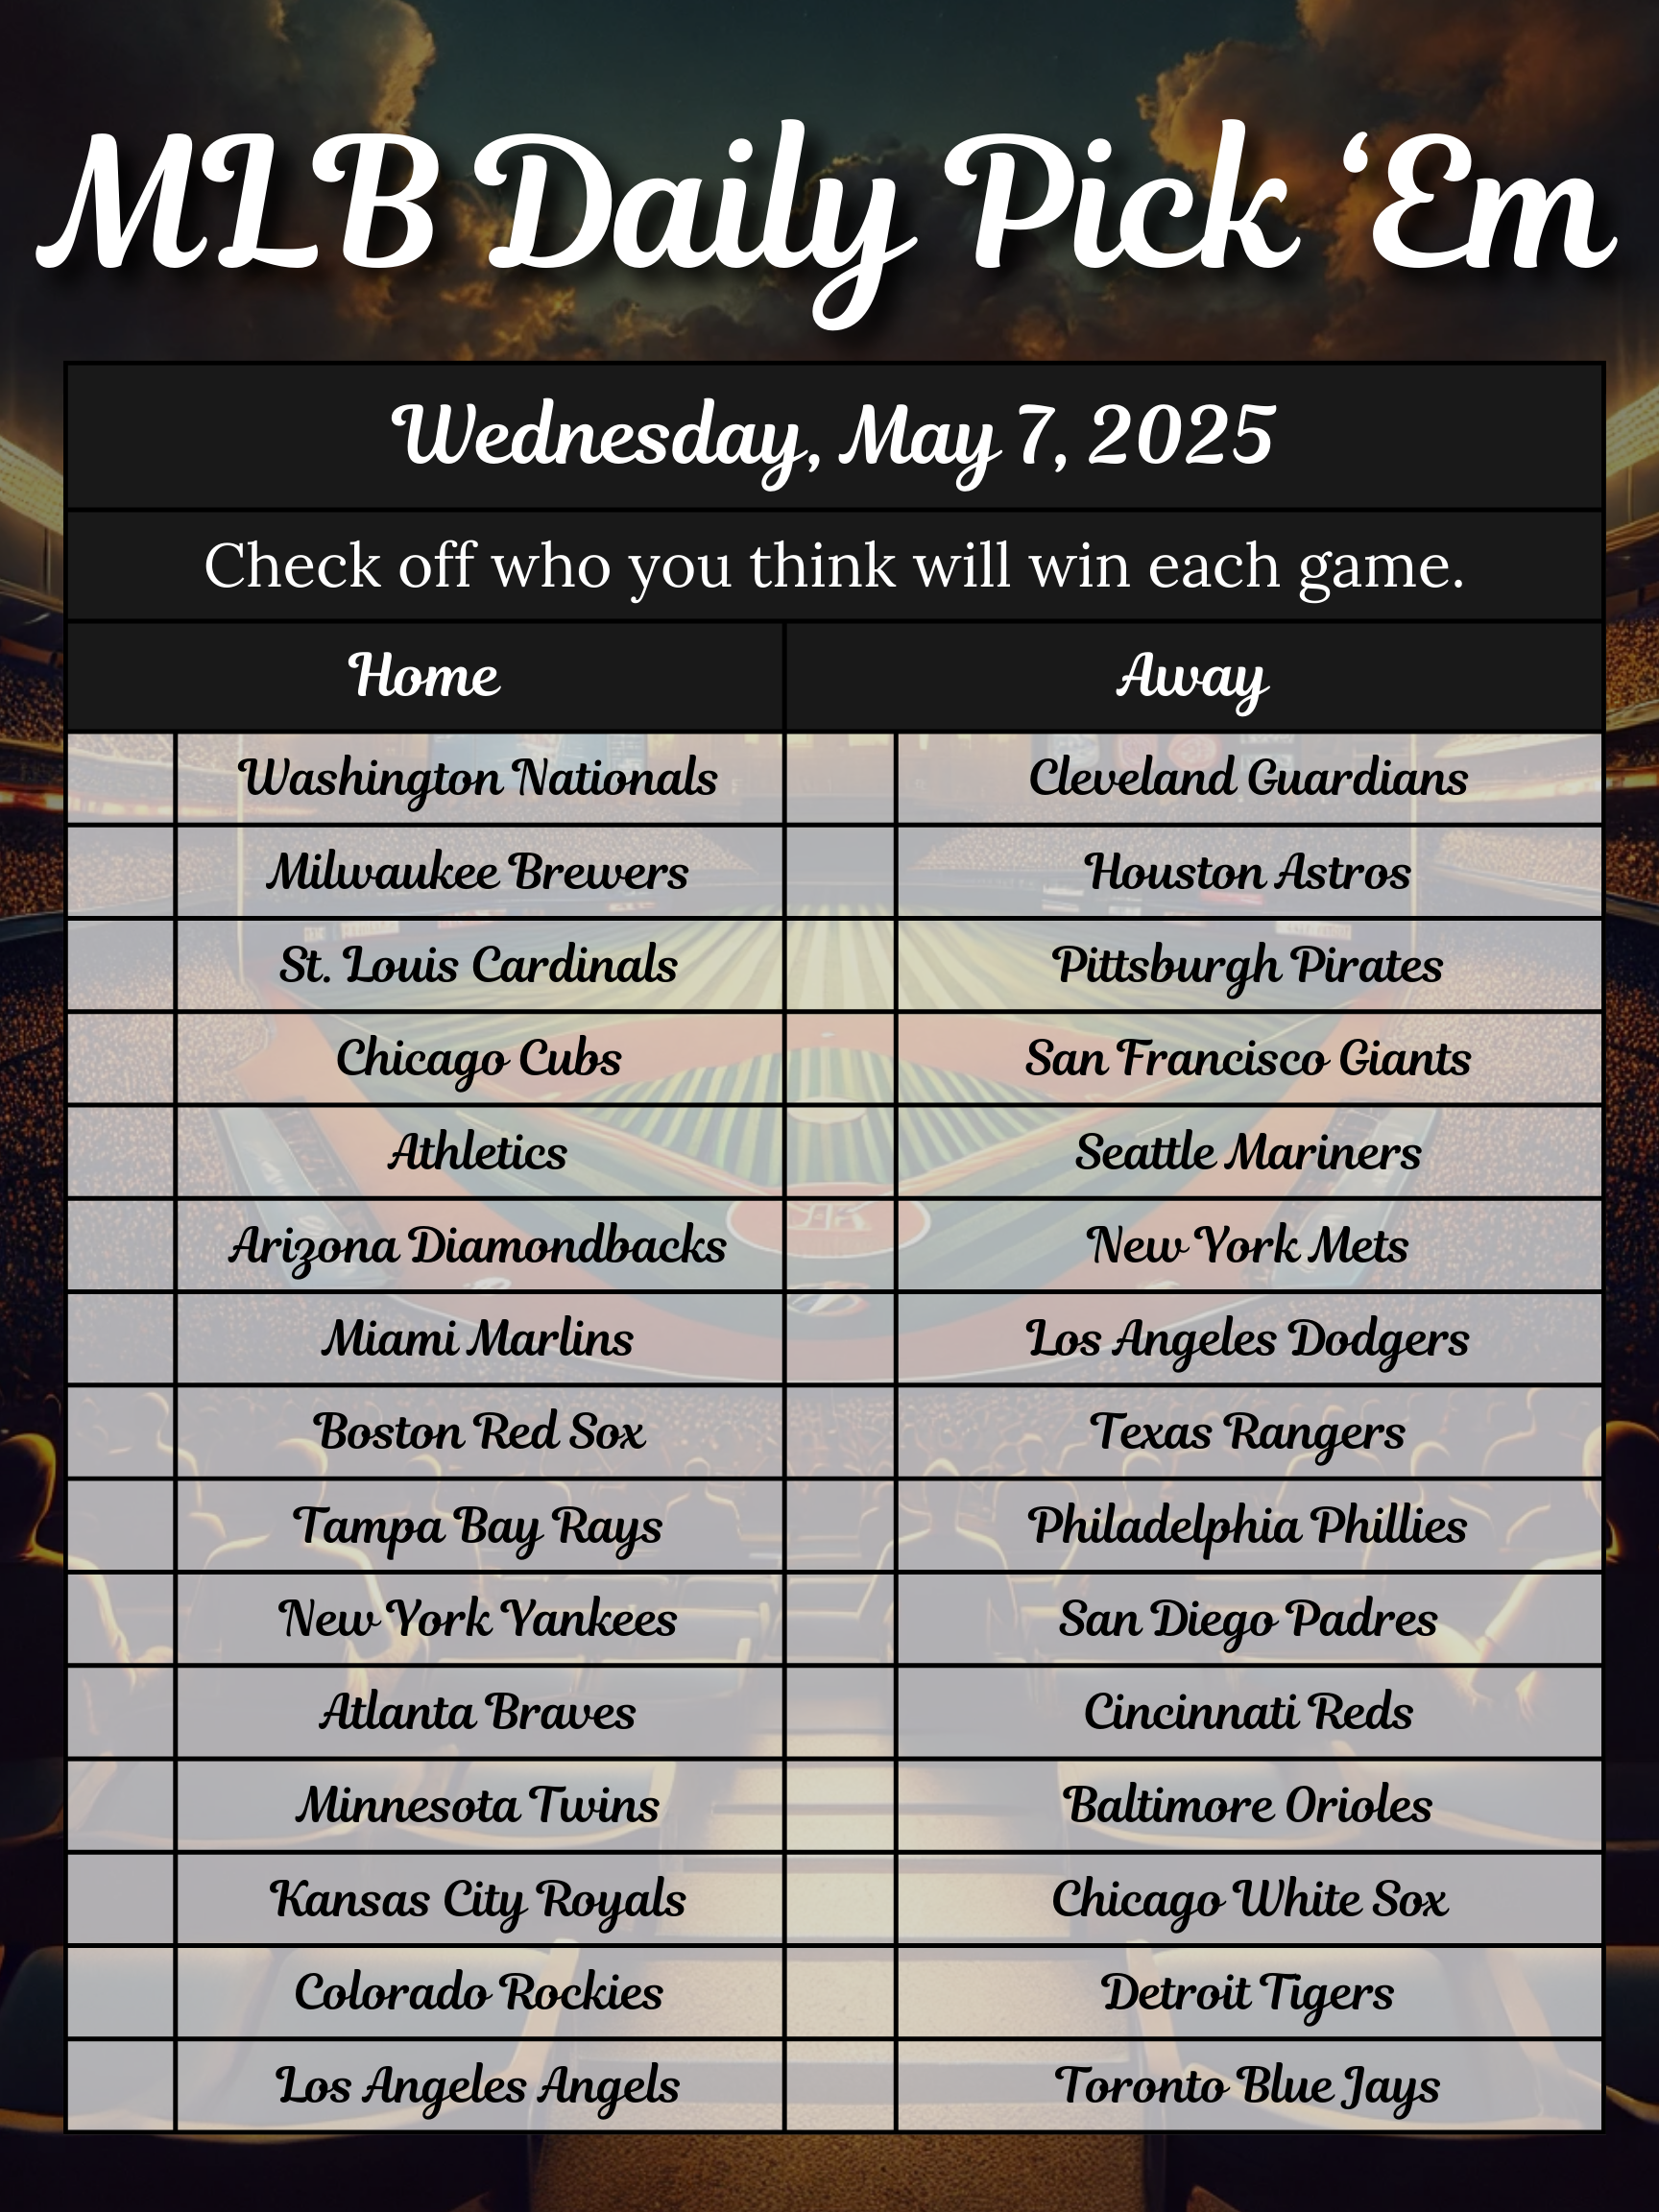 MLB Daily Pick ‘Em
Wednesday, May 7, 2025
Check off who you think will win each game.
Home Away
Washington Nationals Cleveland Guardians
Milwaukee Brewers Houston Astros
St. Louis Cardinals Pittsburgh Pirates
Chicago Cubs San Francisco Giants
Athletics Seattle Mariners
Arizona Diamondbacks New York Mets
Miami Marlins Los Angeles Dodgers
Boston Red Sox Texas Rangers
Tampa Bay Rays Philadelphia Phillies
New York Yankees San Diego Padres
Atlanta Braves Cincinnati Reds
Minnesota Twins Baltimore Orioles
Kansas City Royals Chicago White Sox
Colorado Rockies Detroit Tigers
Los Angeles Angels Toronto Blue Jays